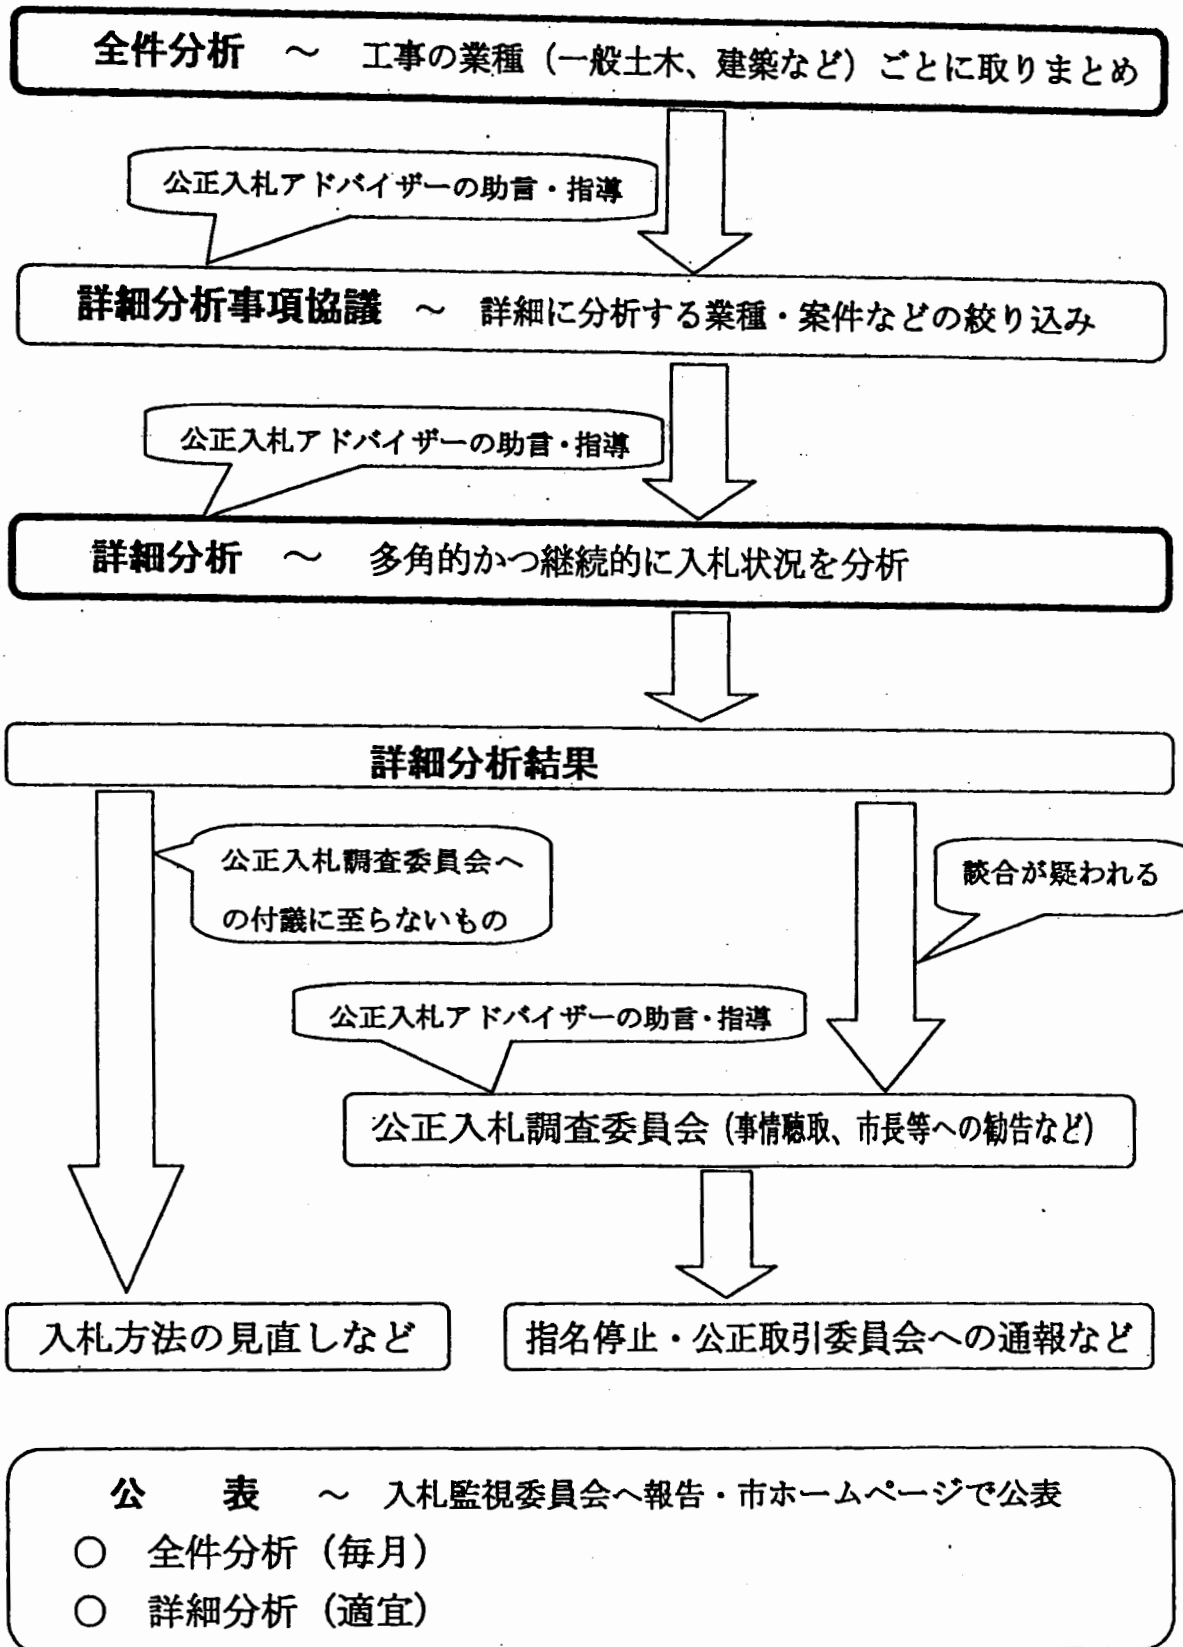 全件分析 ～ 工事の業種（一般土木、建築など）ごとに取りまとめ
公正入札アドバイザーの助言・指導
詳細分析事項協議 ～ 詳細に分析する業種・案件などの絞り込み
公正入札アドバイザーの助言・指導
詳細分析 ～ 多角的かつ継続的に入札状況を分析
詳細分析結果
公正入札調査委員会へ
の付議に至らないもの
談合が疑われる
公正入札アドバイザーの助言・指導
公正入札調査委員会（事情聴取、市長等への勧告など）
入札方法の見直しなど
指名停止・公正取引委員会への通報など
公 表 ～ 入札監視委員会へ報告・市ホームページで公表
○ 全件分析（毎月）
○ 詳細分析（適宜）